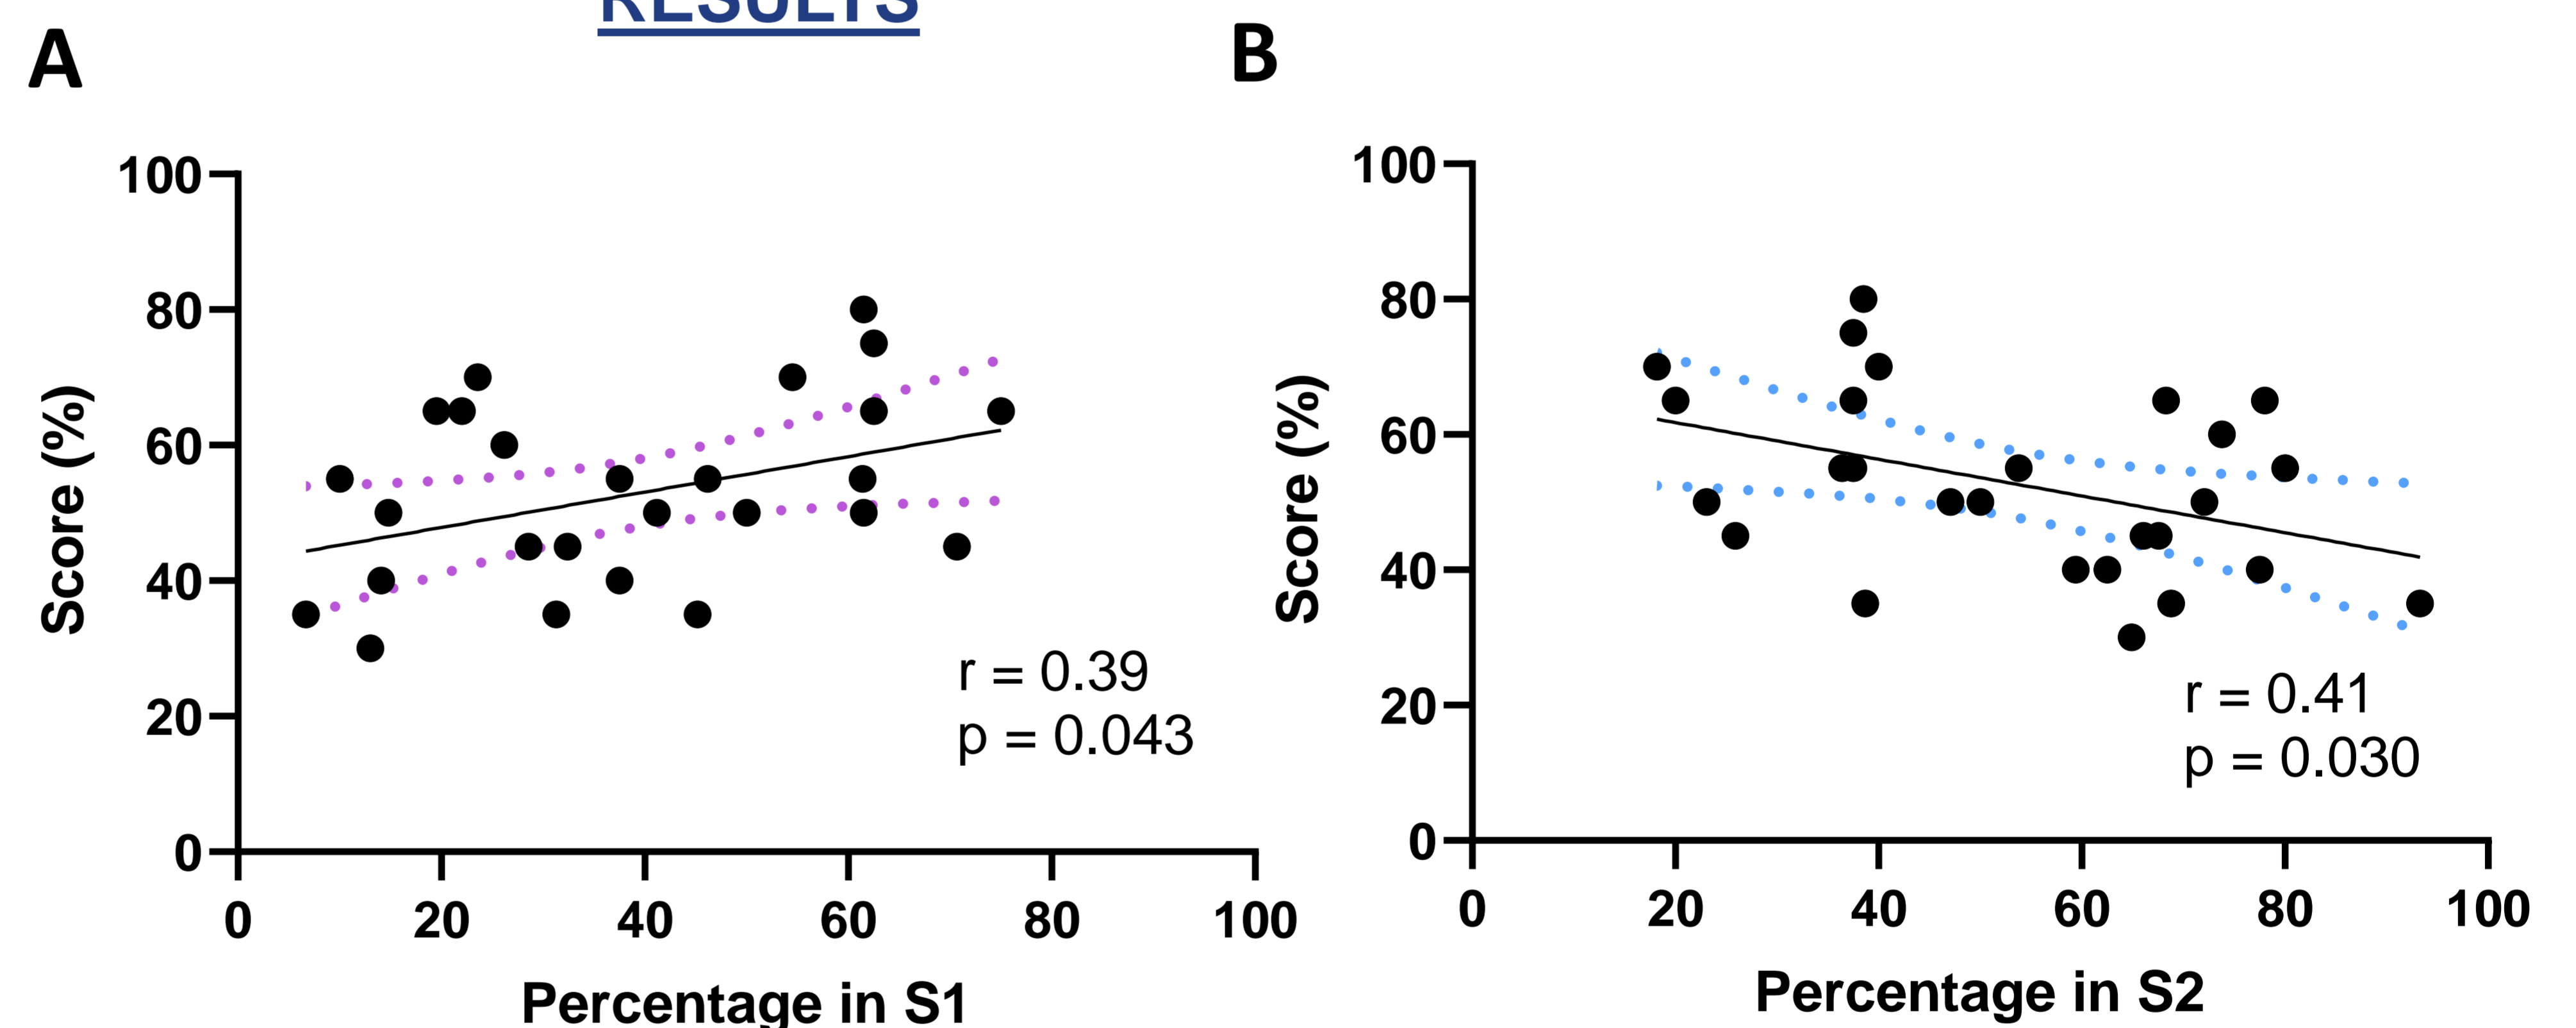 RESULTS
A
100
80
60
40
20
0
Score (%)
r = 0.39
p = 0.043
0 20 40 60 80 100
Percentage in S1
B
100
80
60
40
20
0
Score (%)
r = 0.41
p = 0.030
0 20 40 60 80 100
Percentage in S2